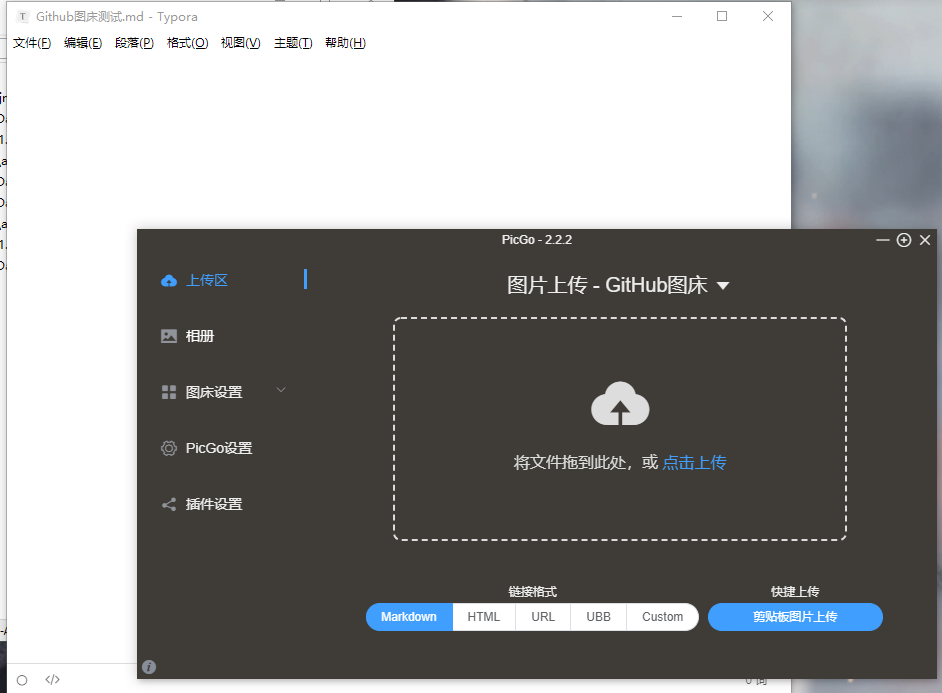 Github图床测试.md - Typora
文件(F) 编辑(E) 段落(P) 格式(O) 视图(V) 主题(T) 帮助(H)
PicGo - 2.2.2
上传区
相册
图床设置
PicGo设置
插件设置
图片上传 - GitHub图床
将文件拖到此处，或 点击上传
链接格式
Markdown HTML URL UBB Custom
快捷上传
剪贴板图片上传